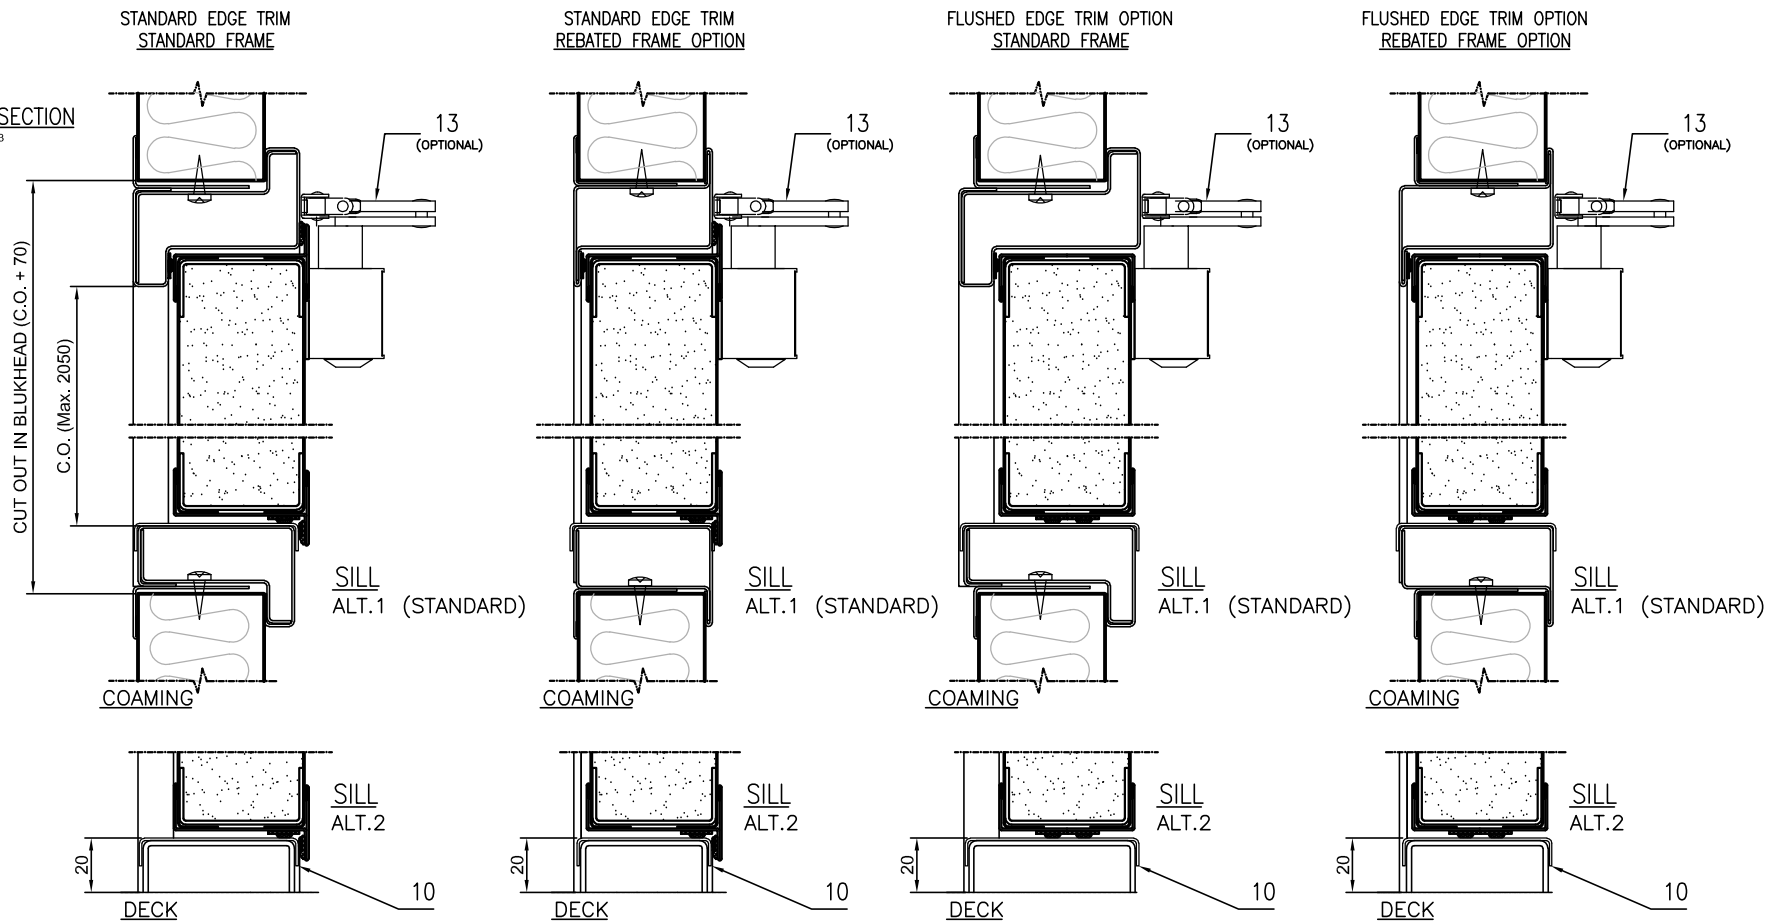 STANDARD EDGE TRIM
STANDARD FRAME
STANDARD EDGE TRIM
REBATED FRAME OPTION
FLUSHED EDGE TRIM OPTION
STANDARD FRAME
FLUSHED EDGE TRIM OPTION
REBATED FRAME OPTION
SECTION
13
(OPTIONAL)
13
(OPTIONAL)
13
(OPTIONAL)
13
(OPTIONAL)
CUT OUT IN BLUKHEAD (C.O. + 70)
C.O. (Max. 2050)
SILL
ALT.1 (STANDARD)
SILL
ALT.1 (STANDARD)
SILL
ALT.1 (STANDARD)
SILL
ALT.1 (STANDARD)
COAMING
COAMING
COAMING
COAMING
SILL
ALT.2
SILL
ALT.2
SILL
ALT.2
SILL
ALT.2
20
20
20
20
10
10
10
10
DECK
DECK
DECK
DECK